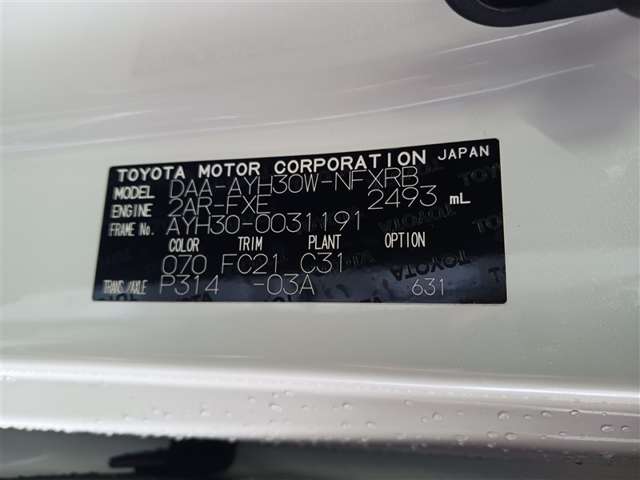 TOYOTA MOTOR CORPORATION JAPAN
MODEL DAA-AYH30W-NFXRB
ENGINE 2AR-FXE 2493 mL
FRAME No. AYH30-0031191
COLOR TRIM PLANT OPTION
070 FC21 C31
TRANS/AXLE P314 -03A 631